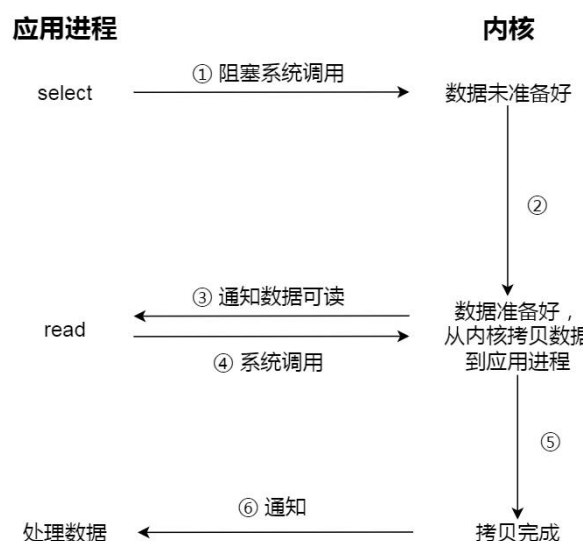 应用进程 内核
① 阻塞系统调用
select 数据未准备好
②
③ 通知数据可读
数据准备好，
read 从内核拷贝数据
④ 系统调用 到应用进程
⑤
⑥ 通知
处理数据 拷贝完成